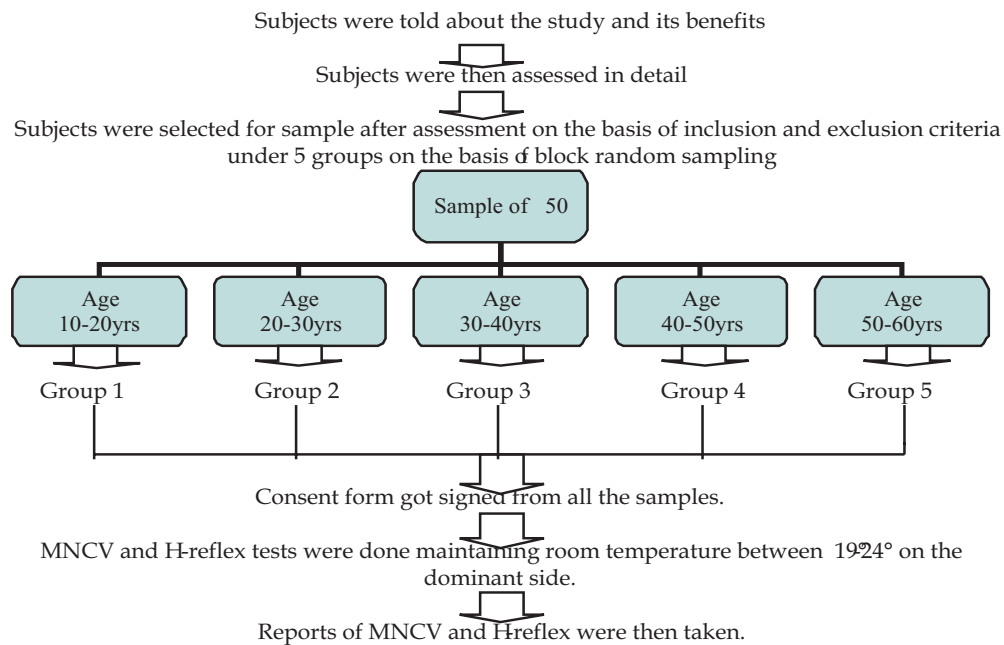 Subjects were told about the study and its benefits
Subjects were then assessed in detail
Subjects were selected for sample after assessment on the basis of inclusion and exclusion criteria
under 5 groups on the basis of block random sampling
Sample of 50
Age
10-20yrs
Age
20-30yrs
Age
30-40yrs
Age
40-50yrs
Age
50-60yrs
Group 1
Group 2
Group 3
Group 4
Group 5
Consent form got signed from all the samples.
MNCV and H-reflex tests were done maintaining room temperature between 19°-24° on the
dominant side.
Reports of MNCV and H-reflex were then taken.